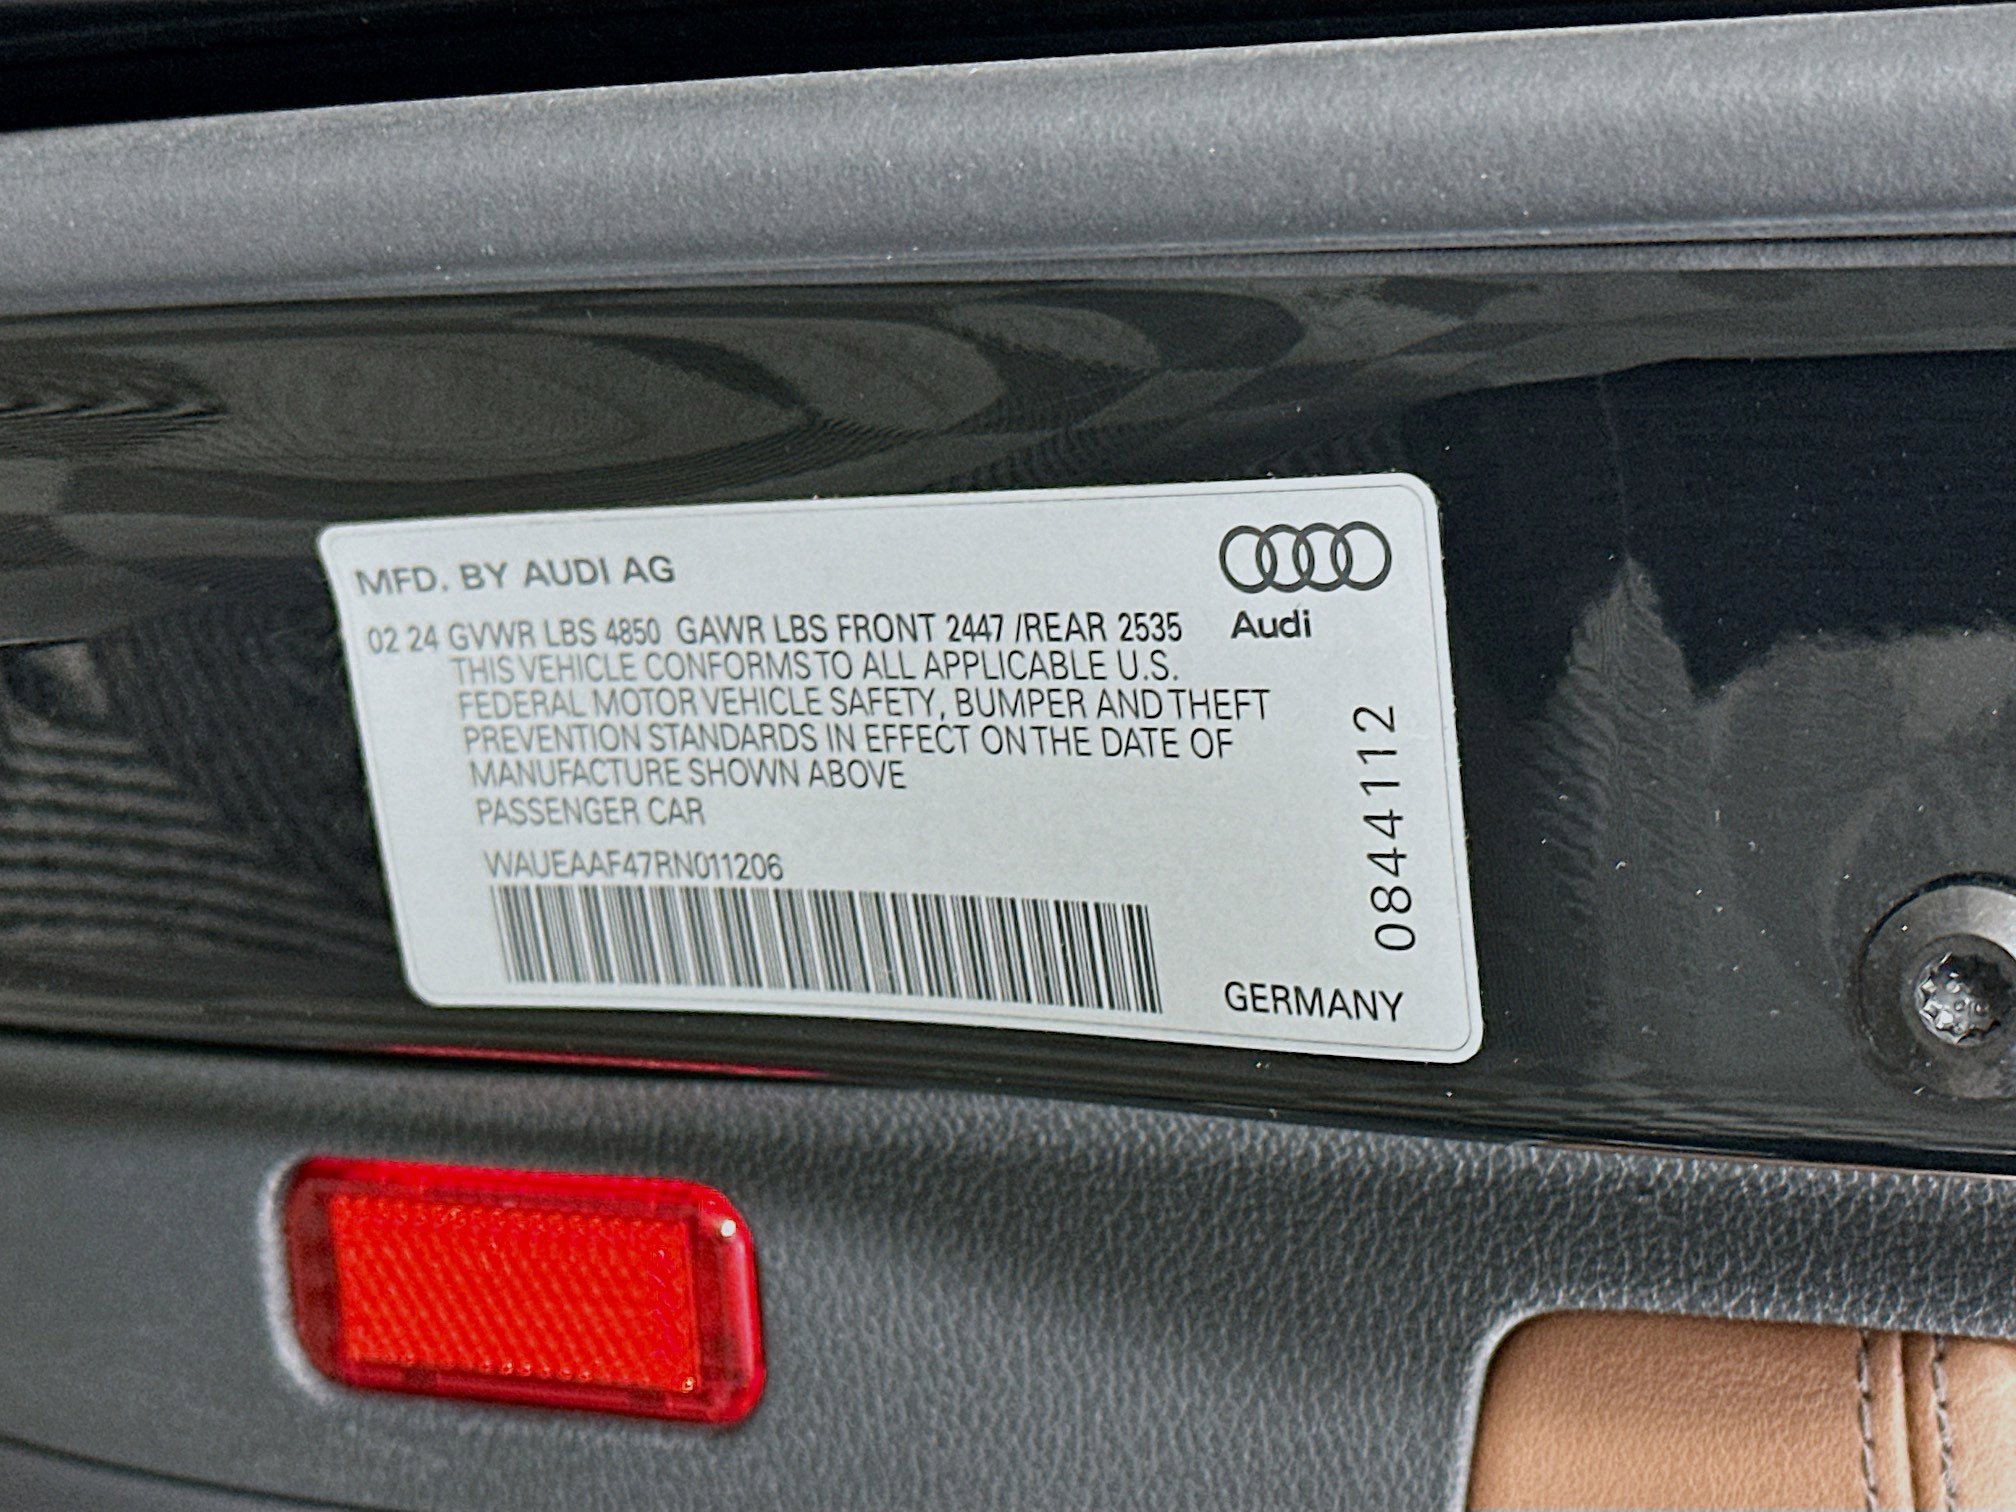 MFD. BY AUDI AG
Audi
02 24 GVWR LBS 4850 GAWR LBS FRONT 2447 /REAR 2535
THIS VEHICLE CONFORMS TO ALL APPLICABLE U.S.
FEDERAL MOTOR VEHICLE SAFETY, BUMPER AND THEFT
PREVENTION STANDARDS IN EFFECT ON THE DATE OF
MANUFACTURE SHOWN ABOVE
PASSENGER CAR
WAUEAAF47RN011206
0844112
GERMANY